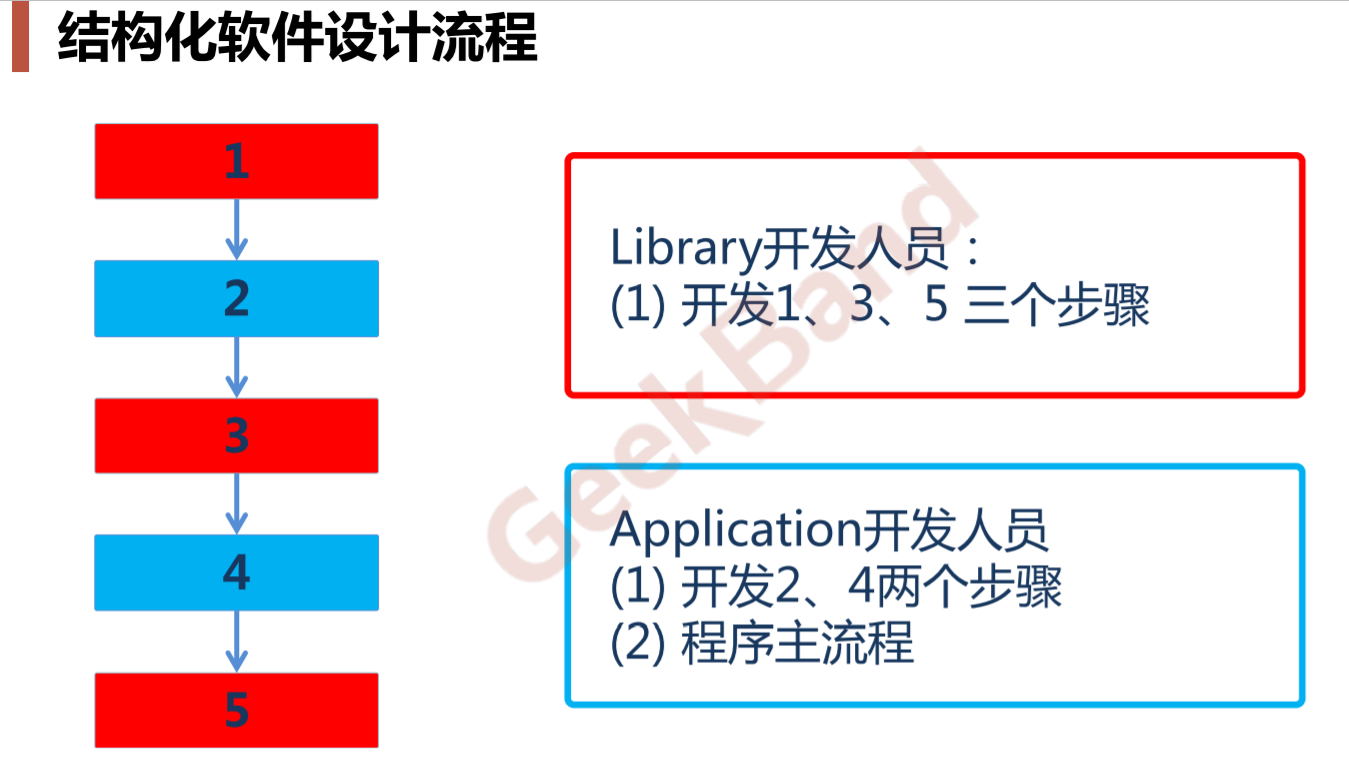 结构化软件设计流程
1
2
3
4
5
Library开发人员：
(1) 开发1、3、5 三个步骤
Application开发人员
(1) 开发2、4两个步骤
(2) 程序主流程
GeekBand